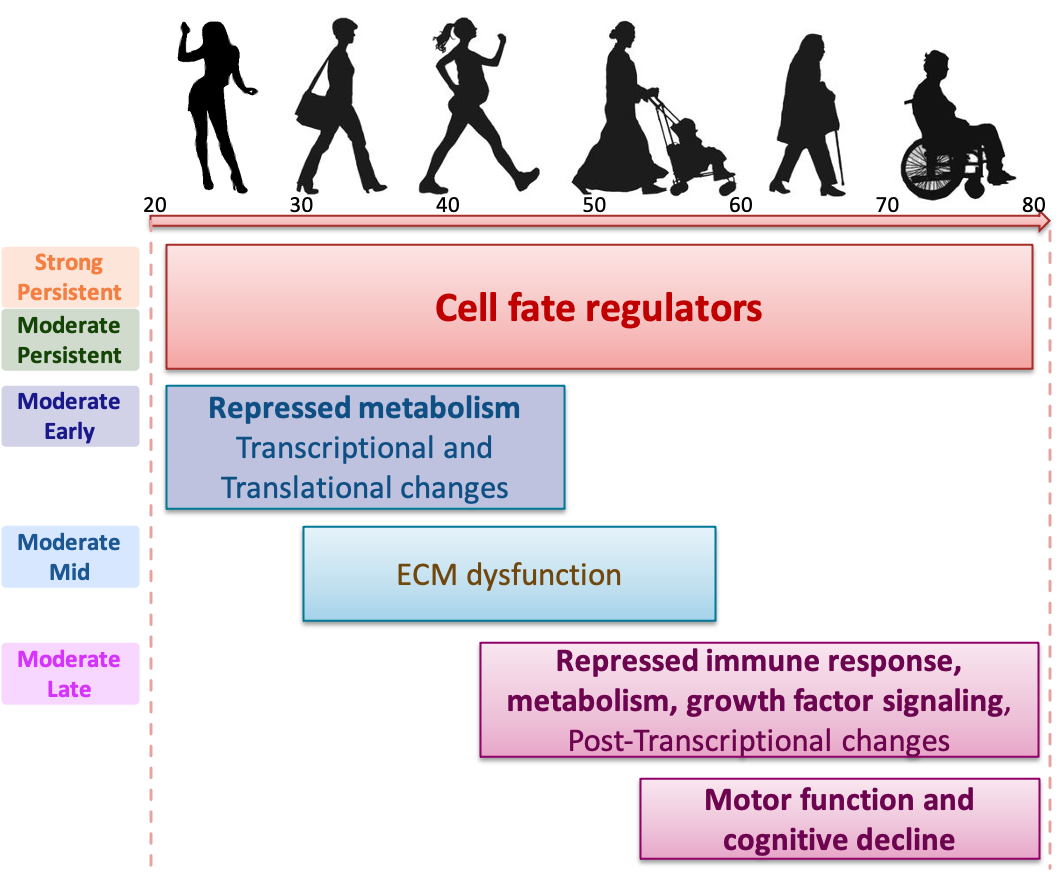 20 30 40 50 60 70 80
Strong
Persistent
Moderate
Persistent
Cell fate regulators
Moderate
Early
Repressed metabolism
Transcriptional and
Translational changes
Moderate
Mid
ECM dysfunction
Moderate
Late
Repressed immune response,
metabolism, growth factor signaling,
Post-Transcriptional changes
Motor function and
cognitive decline